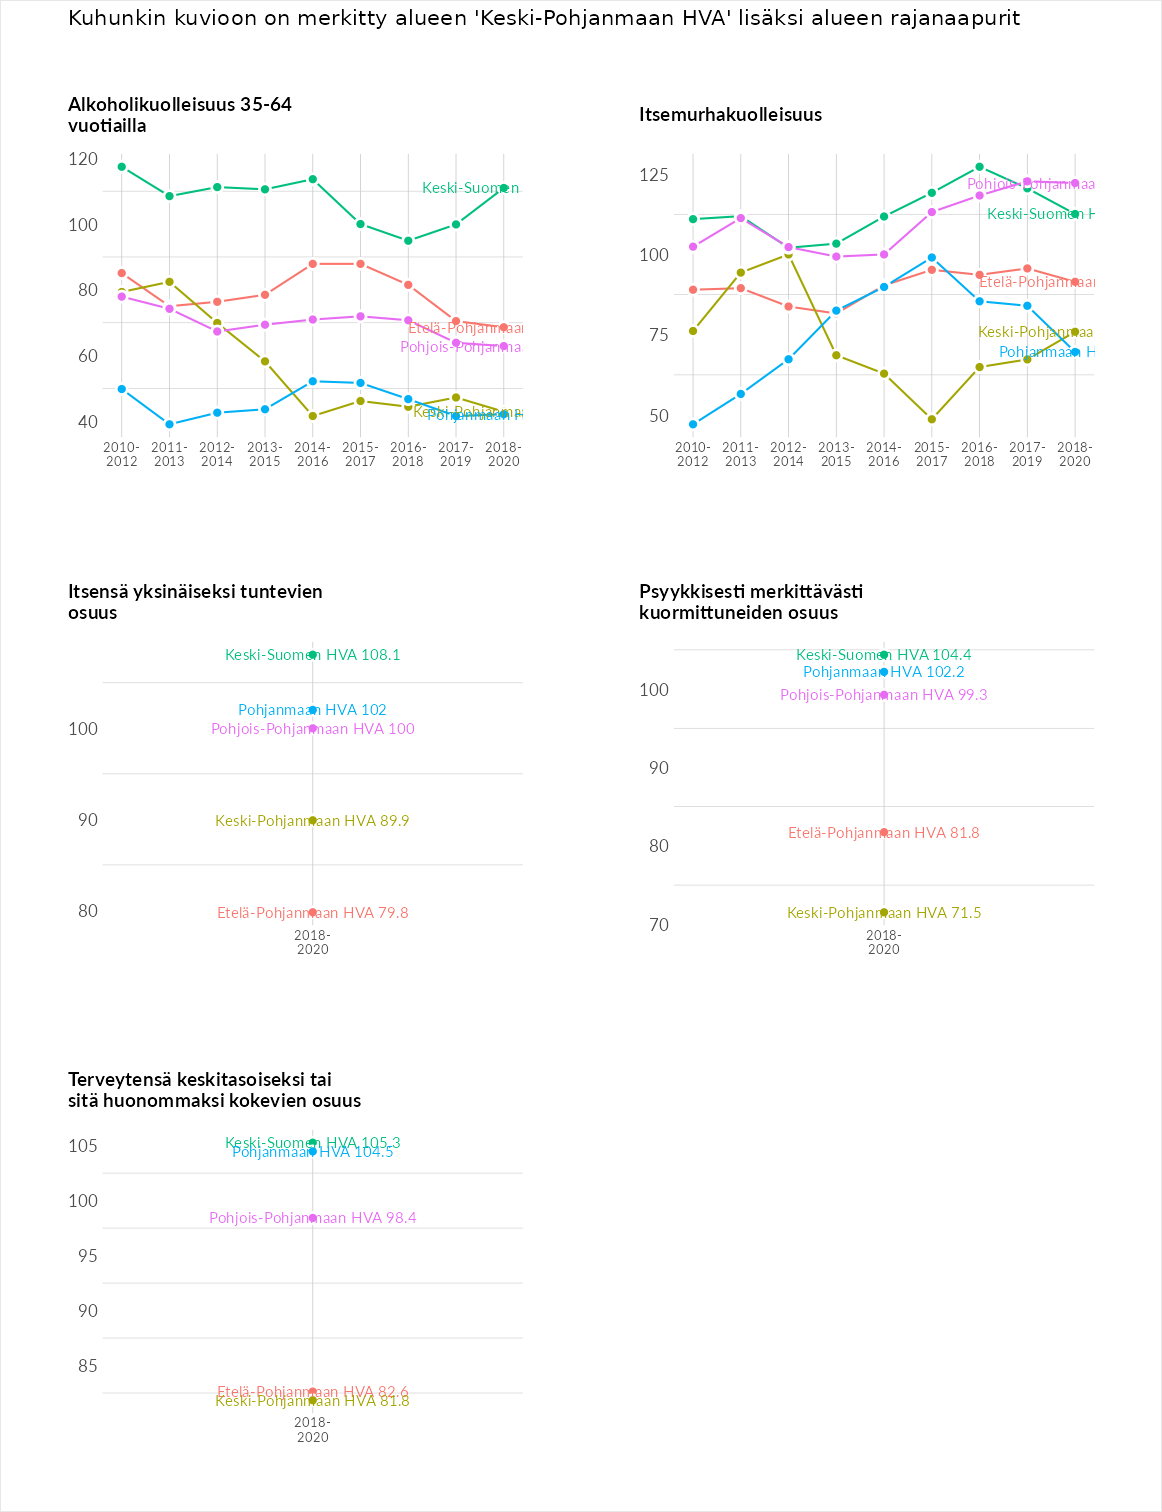 Kuhunkin kuvioon on merkitty alueen 'Keski-Pohjanmaan HVA' lisäksi alueen rajanaapurit
Alkoholikuolleisuus 35-64
vuotiailla
120
100
80
60
40
Keski-Suomen
Etelä-Pohjanmaan
Pohjois-Pohjanmaa
Keski-Pohjanmaa
Pohjanmaan H
2010-
2012
2011-
2013
2012-
2014
2013-
2015
2014-
2016
2015-
2017
2016-
2018
2017-
2019
2018-
2020
Itsemurhakuolleisuus
125
100
75
50
Pohjois-Pohjanmaa
Keski-Suomen H
Etelä-Pohjanmaan
Keski-Pohjanmaa
Pohjanmaan H
2010-
2012
2011-
2013
2012-
2014
2013-
2015
2014-
2016
2015-
2017
2016-
2018
2017-
2019
2018-
2020
Itsensä yksinäiseksi tuntevien
osuus
100
90
80
Keski-Suomen HVA 108.1
Pohjanmaan HVA 102
Pohjois-Pohjanmaan HVA 100
Keski-Pohjanmaan HVA 89.9
Etelä-Pohjanmaan HVA 79.8
2018-
2020
Psyykkisesti merkittävästi
kuormittuneiden osuus
100
90
80
70
Keski-Suomen HVA 104.4
Pohjanmaan HVA 102.2
Pohjois-Pohjanmaan HVA 99.3
Etelä-Pohjanmaan HVA 81.8
Keski-Pohjanmaan HVA 71.5
2018-
2020
Terveytensä keskitasoiseksi tai
sitä huonommaksi kokevien osuus
105
100
95
90
85
Keski-Suomen HVA 105.3
Pohjanmaan HVA 104.5
Pohjois-Pohjanmaan HVA 98.4
Etelä-Pohjanmaan HVA 82.6
Keski-Pohjanmaan HVA 81.8
2018-
2020